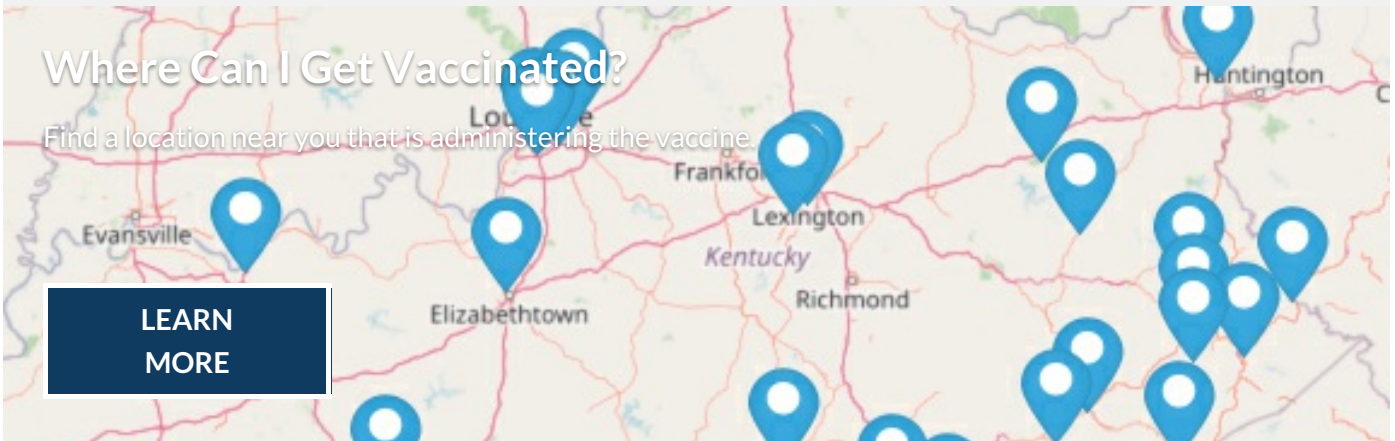 Where Can I Get Vaccinated?
Huntington
Find a location near you that is administering the vaccine.
Frankfo
Lexington
Evansville
Kentucky
Richmond
Elizabethtown
LEARN
MORE